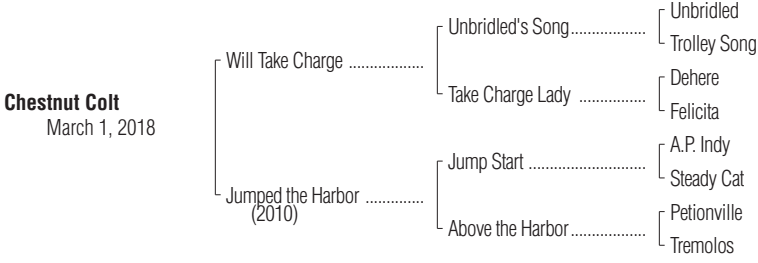 Chestnut Colt
March 1, 2018
Will Take Charge ..................
Jumped the Harbor ..............
(2010)
Unbridled's Song..................
Take Charge Lady ................
Jump Start ............................
Above the Harbor..................
Unbridled
Trolley Song
Dehere
Felicita
A.P. Indy
Steady Cat
Petionville
Tremolos